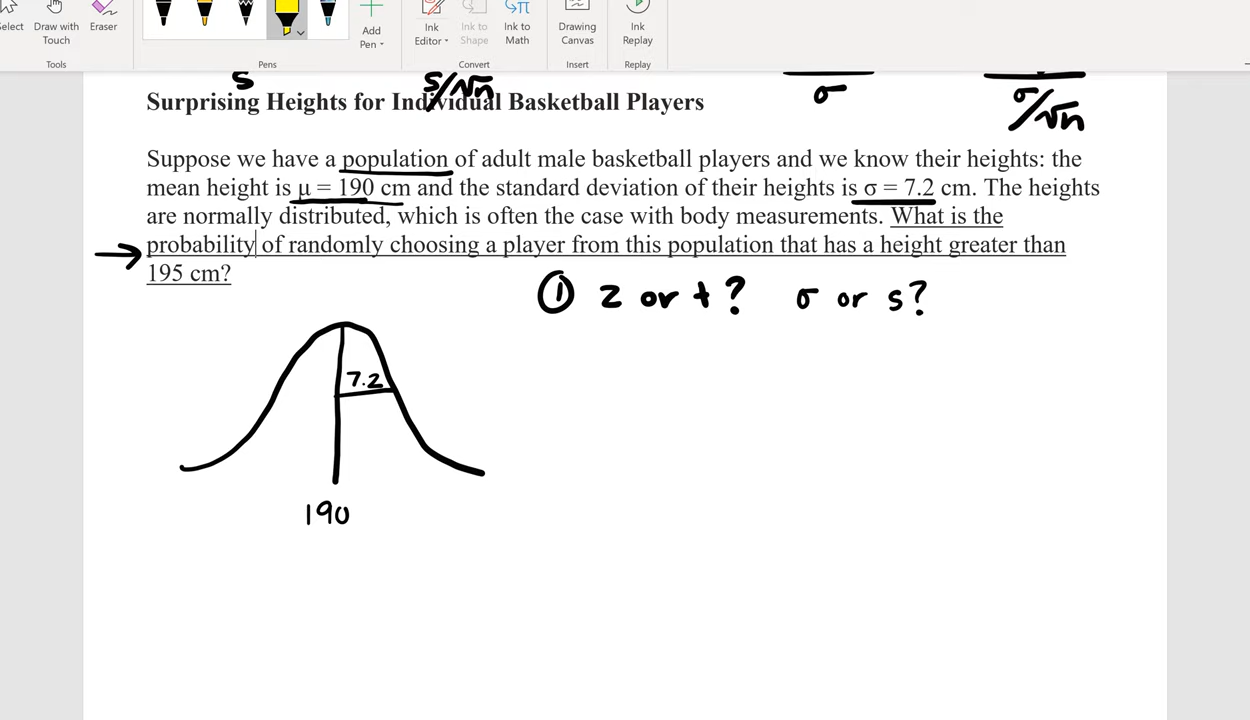 Select
Draw with
Touch
Eraser
Add
Pen
Ink
Editor
Ink to
Shape
Ink to
Math
Drawing
Canvas
Ink
Replay
Tools
Pens
Convert
Insert
Replay
s
s/√n
σ
σ/√n
Surprising Heights for Individual Basketball Players
Suppose we have a population of adult male basketball players and we know their heights: the
mean height is μ = 190 cm and the standard deviation of their heights is σ = 7.2 cm. The heights
are normally distributed, which is often the case with body measurements. What is the
probability of randomly choosing a player from this population that has a height greater than
195 cm?
① z or t? σ or s?
7.2
190